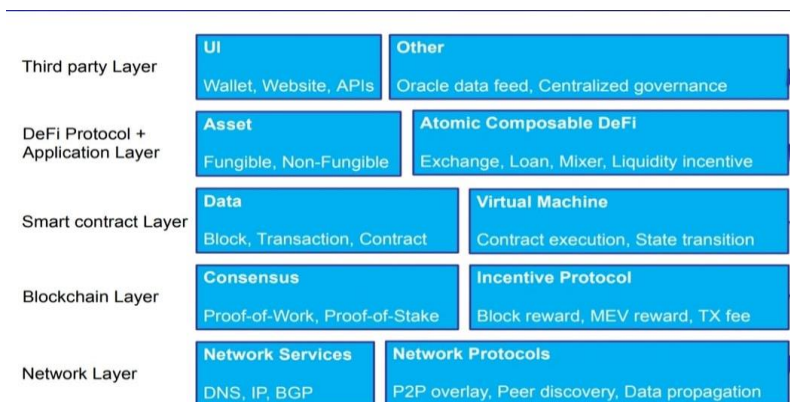 Third party Layer
UI
Wallet, Website, APIs
Other
Oracle data feed, Centralized governance
DeFi Protocol +
Application Layer
Asset
Fungible, Non-Fungible
Atomic Composable DeFi
Exchange, Loan, Mixer, Liquidity incentive
Smart contract Layer
Data
Block, Transaction, Contract
Virtual Machine
Contract execution, State transition
Blockchain Layer
Consensus
Proof-of-Work, Proof-of-Stake
Incentive Protocol
Block reward, MEV reward, TX fee
Network Layer
Network Services
DNS, IP, BGP
Network Protocols
P2P overlay, Peer discovery, Data propagation